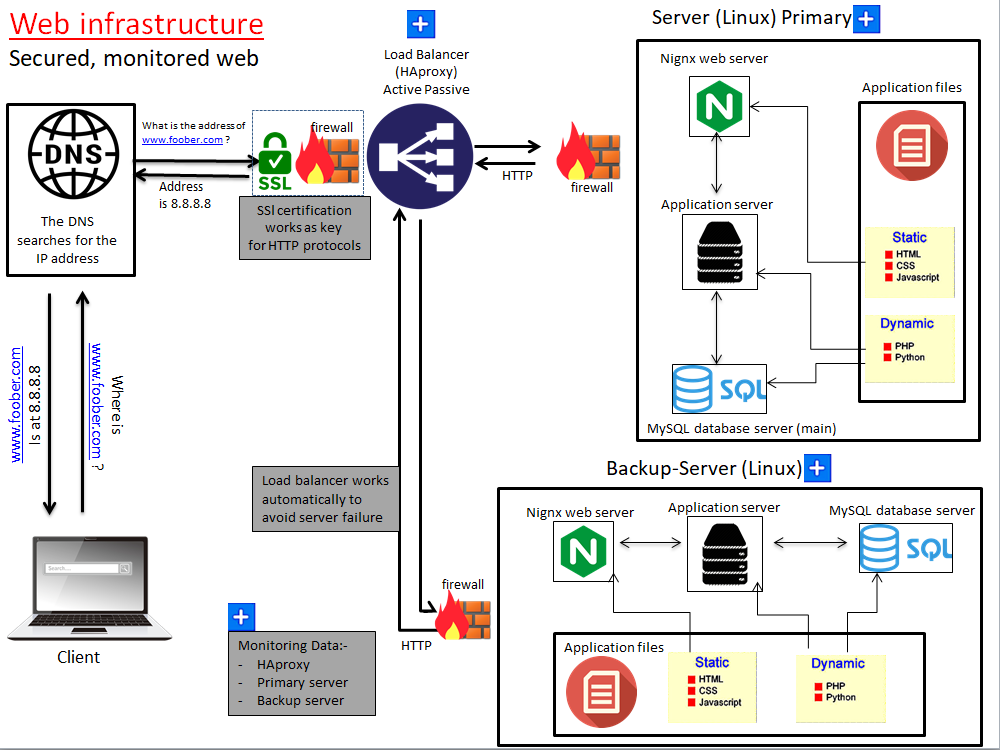 Web infrastructure
Secured, monitored web
Load Balancer
(HAproxy)
Active Passive
Server (Linux) Primary
DNS
The DNS
searches for the
IP address
What is the address of
www.foober.com ?
Address
is 8.8.8.8
firewall
SSL
SSl certification
works as key
for HTTP protocols
HTTP
firewall
Nignx web server
N
Application server
SQL
MySQL database server (main)
Application files
Static
HTML
CSS
Javascript
Dynamic
PHP
Python
www.foober.com
Is at 8.8.8.8
Where is
www.foober.com ?
Search....
Client
Load balancer works
automatically to
avoid server failure
firewall
HTTP
Monitoring Data:-
- HAproxy
- Primary server
- Backup server
Backup-Server (Linux)
Nignx web server
N
Application server
MySQL database server
SQL
Application files
Static
HTML
CSS
Javascript
Dynamic
PHP
Python